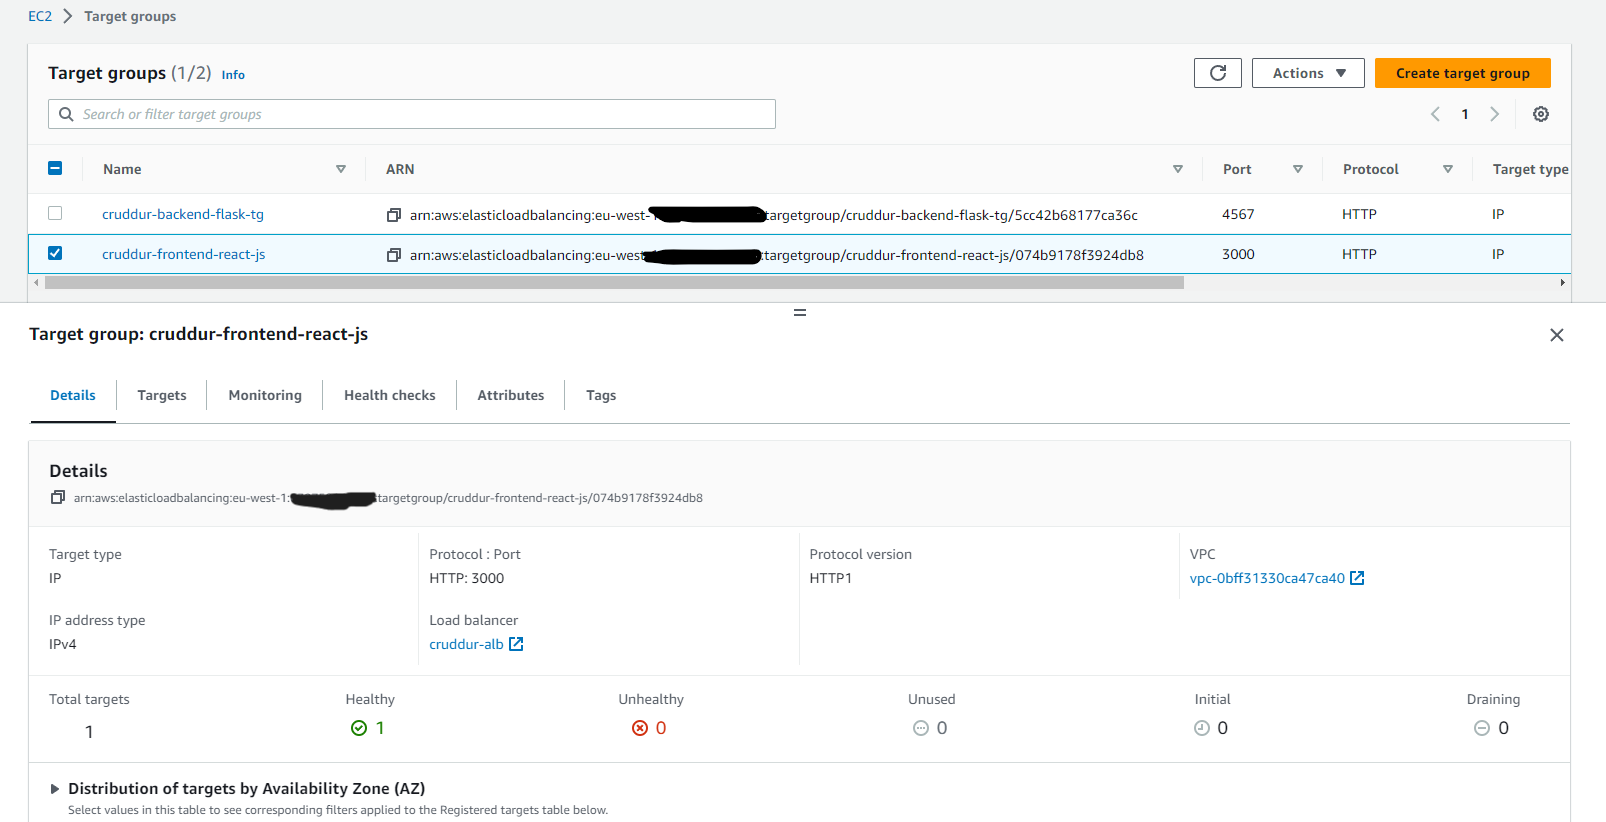 EC2 > Target groups
Target groups (1/2) Info
Actions
Create target group
Search or filter target groups
1
Name ARN Port Protocol Target type
cruddur-backend-flask-tg arn:aws:elasticloadbalancing:eu-west- targetgroup/cruddur-backend-flask-tg/5cc42b68177ca36c 4567 HTTP IP
cruddur-frontend-react-js arn:aws:elasticloadbalancing:eu-west :targetgroup/cruddur-frontend-react-js/074b9178f3924db8 3000 HTTP IP
Target group: cruddur-frontend-react-js
Details Targets Monitoring Health checks Attributes Tags
Details
arn:aws:elasticloadbalancing:eu-west-1: targetgroup/cruddur-frontend-react-js/074b9178f3924db8
Target type Protocol : Port Protocol version VPC
IP HTTP: 3000 HTTP1 vpc-0bff31330ca47ca40
IP address type Load balancer
IPv4 cruddur-alb
Total targets Healthy Unhealthy Unused Initial Draining
1 1 0 0 0 0
Distribution of targets by Availability Zone (AZ)
Select values in this table to see corresponding filters applied to the Registered targets table below.